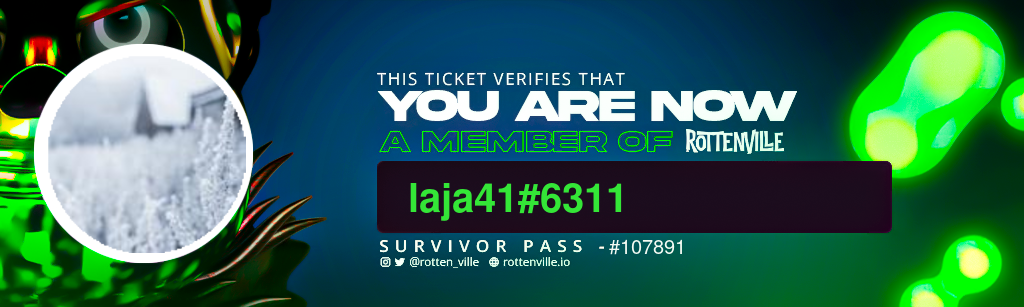 THIS TICKET VERIFIES THAT
YOU ARE NOW
A MEMBER OF ROTTENVILLE
laja41#6311
SURVIVOR PASS - #107891
@rotten_ville rottenville.io